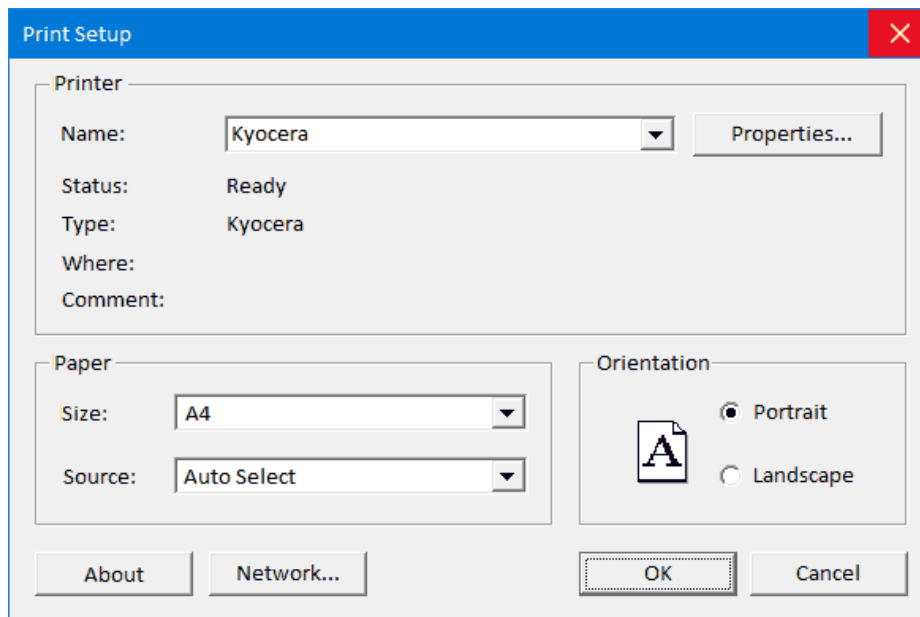 Print Setup
Printer
Name: Kyocera Properties...
Status: Ready
Type: Kyocera
Where:
Comment:
Paper
Size: A4
Source: Auto Select
Orientation
A
Portrait
Landscape
About Network... OK Cancel